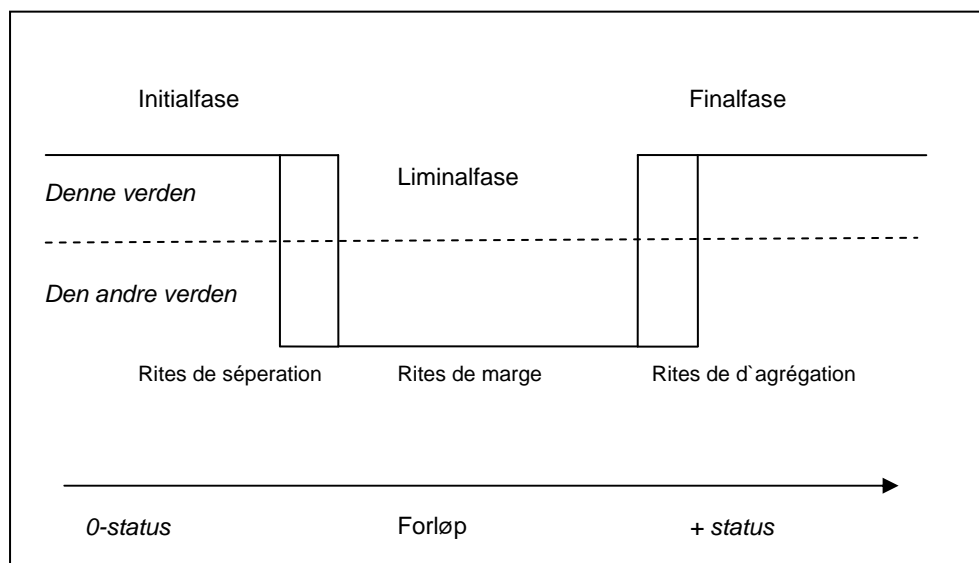 Initialfase Finalfase
Liminalfase
Denne verden
Den andre verden
Rites de séperation Rites de marge Rites de d`agrégation
0-status Forløp + status